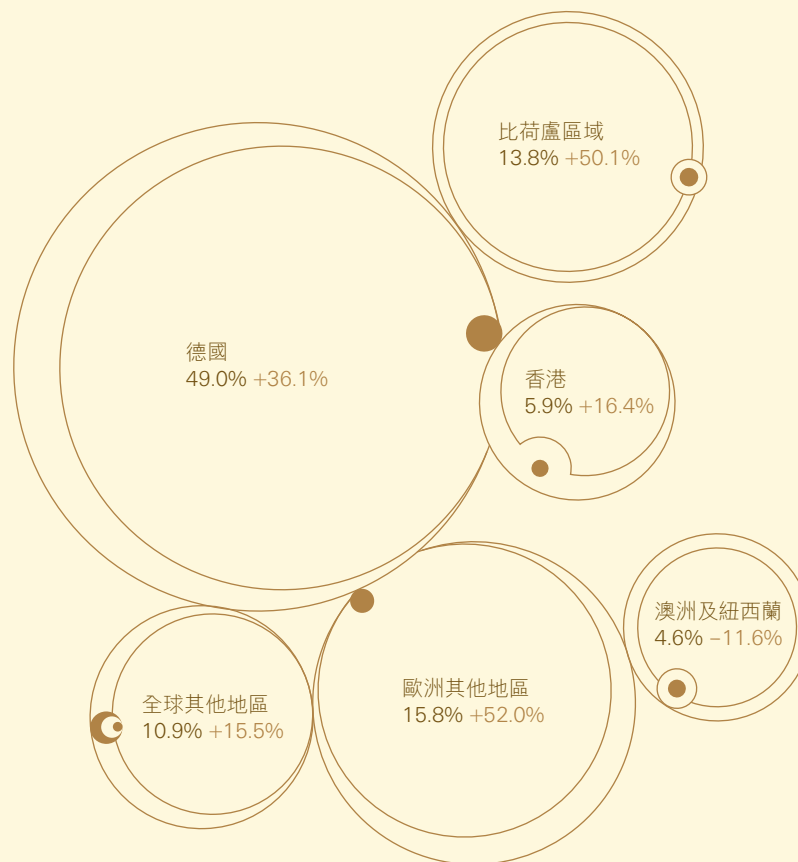 比荷盧區域
13.8% +50.1%
德國
49.0% +36.1%
香港
5.9% +16.4%
澳洲及紐西蘭
4.6% –11.6%
歐洲其他地區
15.8% +52.0%
全球其他地區
10.9% +15.5%